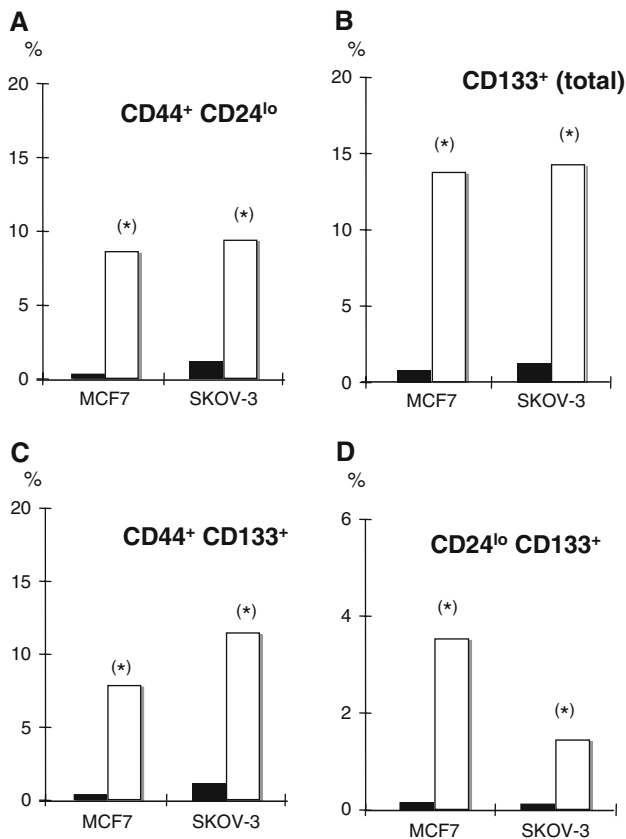 A
%
CD44+ CD24lo
20
15
10
5
0
(*)
(*)
MCF7
SKOV-3
B
%
CD133+ (total)
20
15
10
5
0
(*)
(*)
MCF7
SKOV-3
C
%
CD44+ CD133+
20
15
10
5
0
(*)
(*)
MCF7
SKOV-3
D
%
CD24lo CD133+
6
4
2
0
(*)
(*)
MCF7
SKOV-3